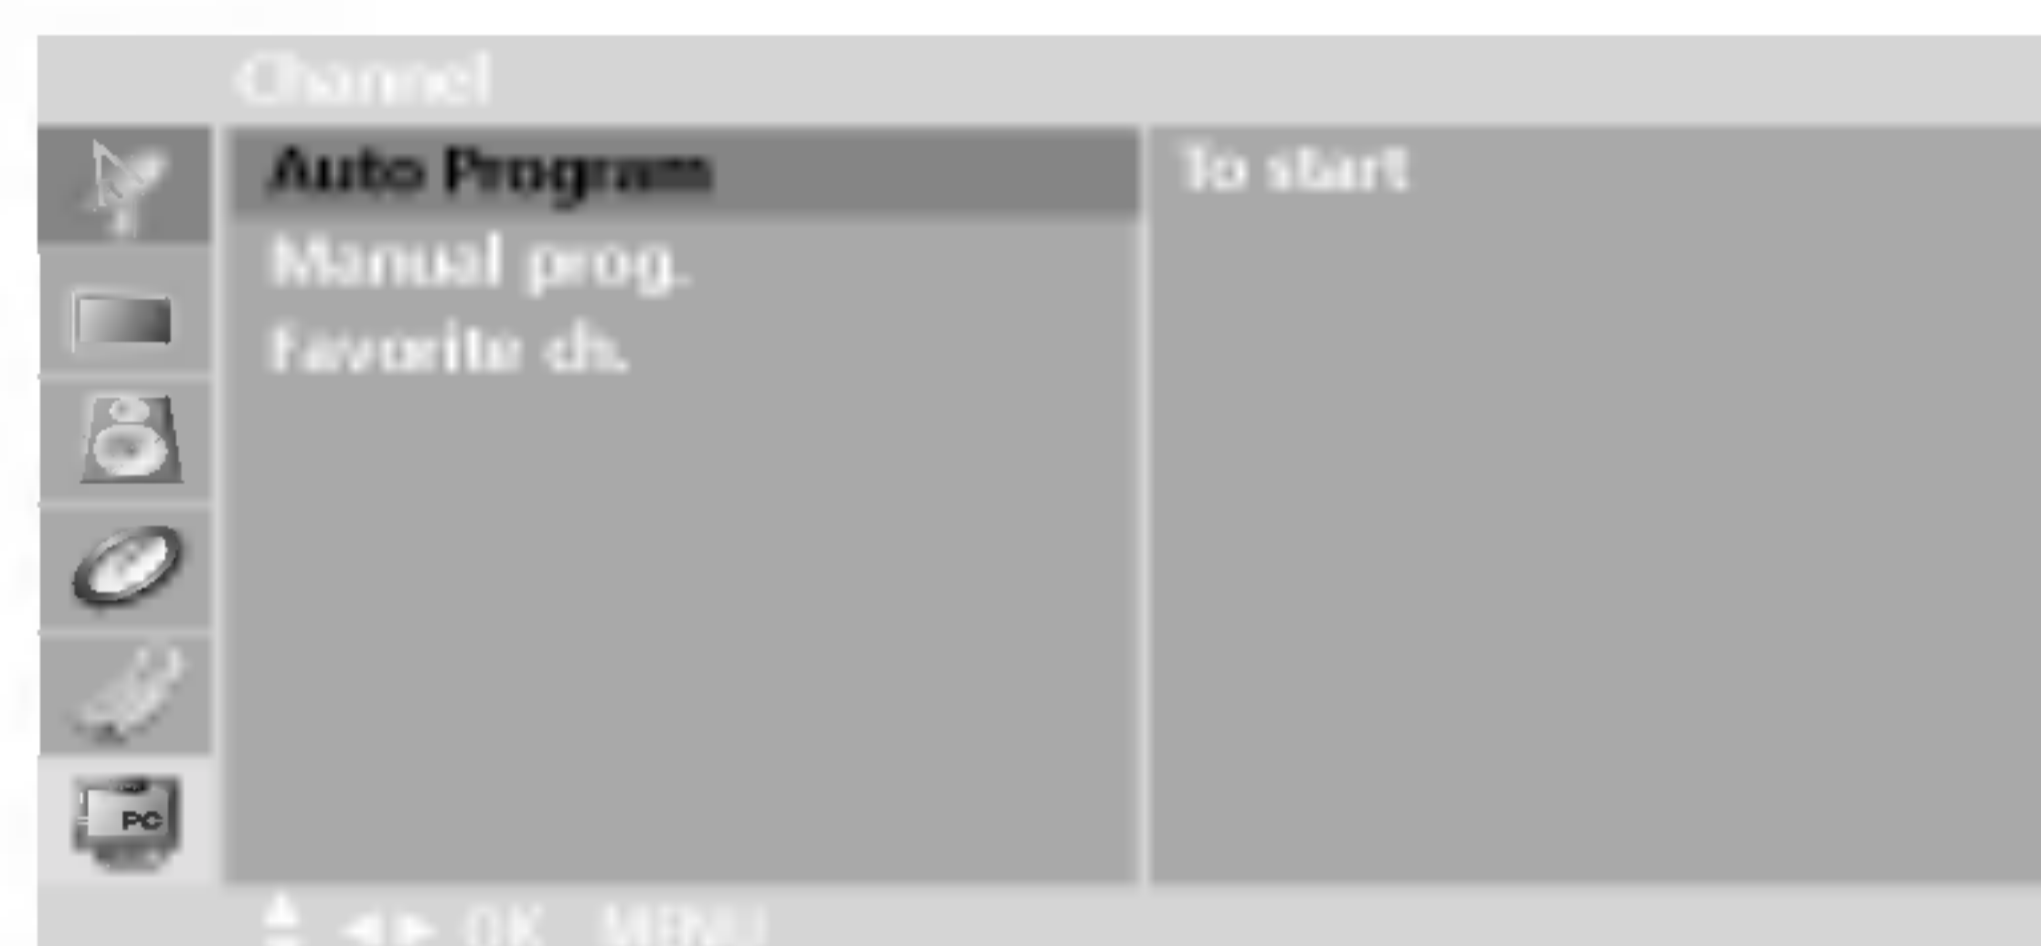 Channel
Auto Program
To start
Manual prog.
Favorite ch.
PC
OK MENU